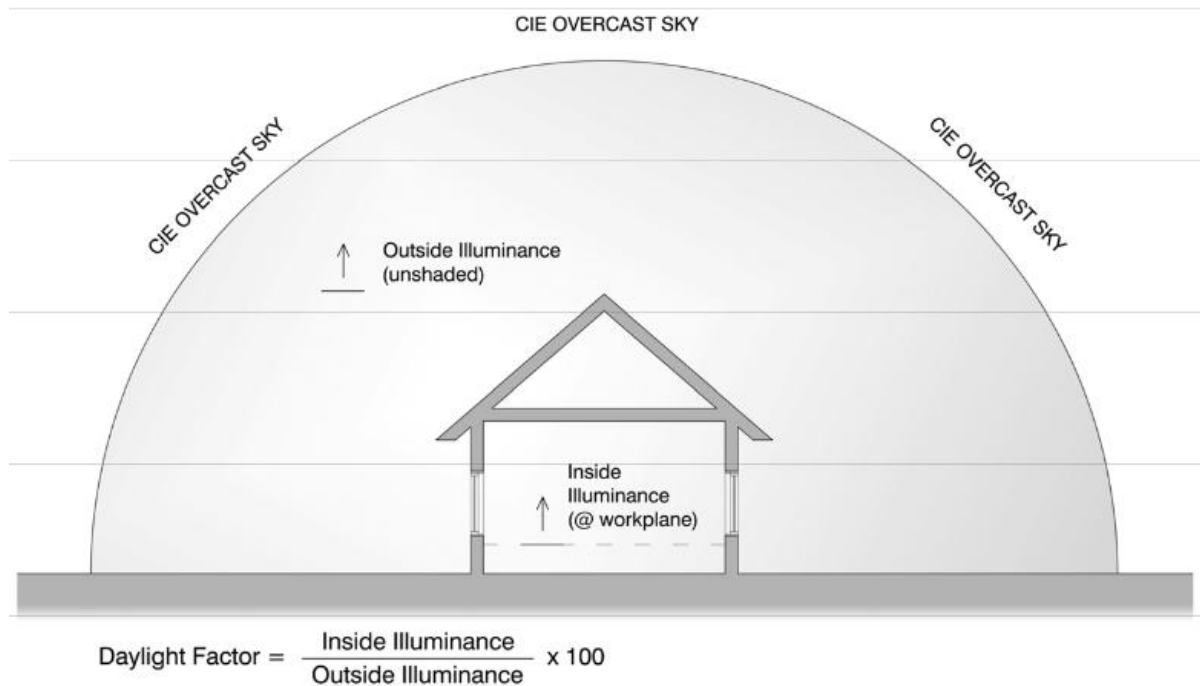 CIE OVERCAST SKY
CIE OVERCAST SKY
CIE OVERCAST SKY
Outside Illuminance
(unshaded)
Inside
Illuminance
(@ workplane)
Daylight Factor = Inside Illuminance / Outside Illuminance x 100